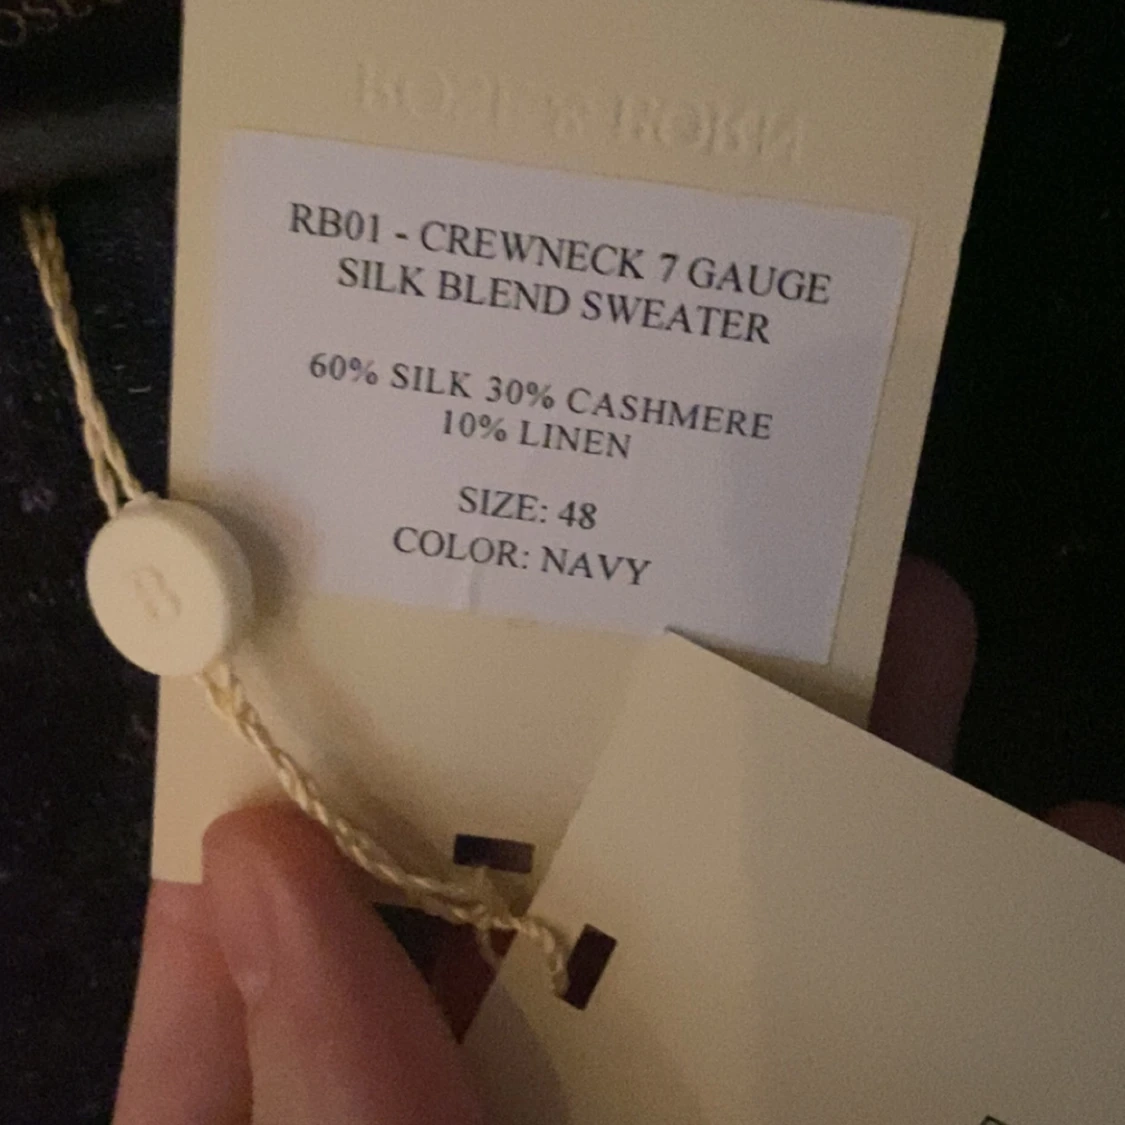 RB01 - CREWNECK 7 GAUGE
SILK BLEND SWEATER
60% SILK 30% CASHMERE
10% LINEN
SIZE: 48
COLOR: NAVY